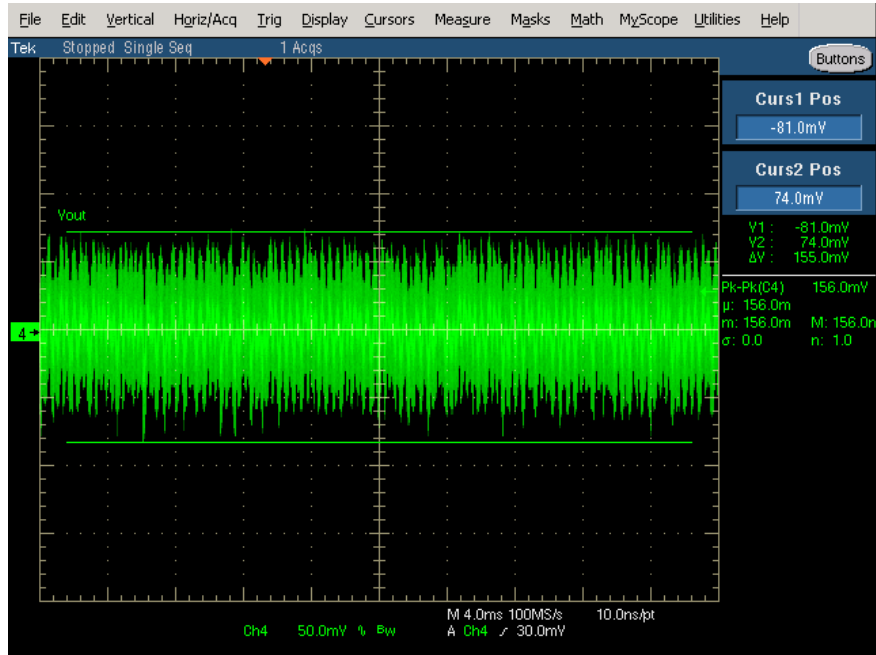 File Edit Vertical Horiz/Acq Trig Display Cursors Measure Masks Math MyScope Utilities Help
Tek Stopped Single Seq 1 Acqs
Buttons
Curs1 Pos
-81.0mV
Curs2 Pos
74.0mV
V1 : -81.0mV
V2 : 74.0mV
ΔV : 155.0mV
Pk-Pk(C4) 156.0mV
µ: 156.0m
m: 156.0m M: 156.0m
σ: 0.0 n: 1.0
Vout
4
M 4.0ms 100MS/s 10.0ns/pt
Ch4 50.0mV ∿ Bw A Ch4 ⁄ 30.0mV